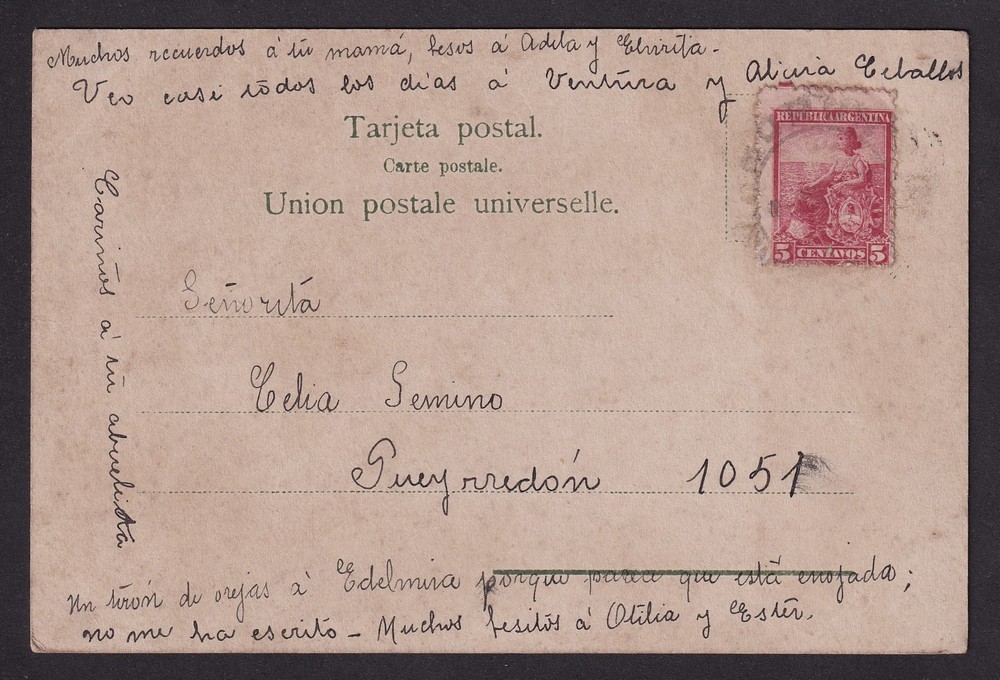 Muchos recuerdos á tu mamá, besos á Adela y Elvirita -
Veo casi todos los dias á Ventura y Alicia Ceballos
Tarjeta postal.
Carte postale.
Union postale universelle.
REPUBLICA ARGENTINA
5 CENTAVOS 5
Cariños á tu abuelita
Señorita
Celia Semino
Pueyrredón 1051
Un tirón de orejas á Edelmira porque parece que está enojada;
no me ha escrito - Muchos besitos á Otilia y Ester.